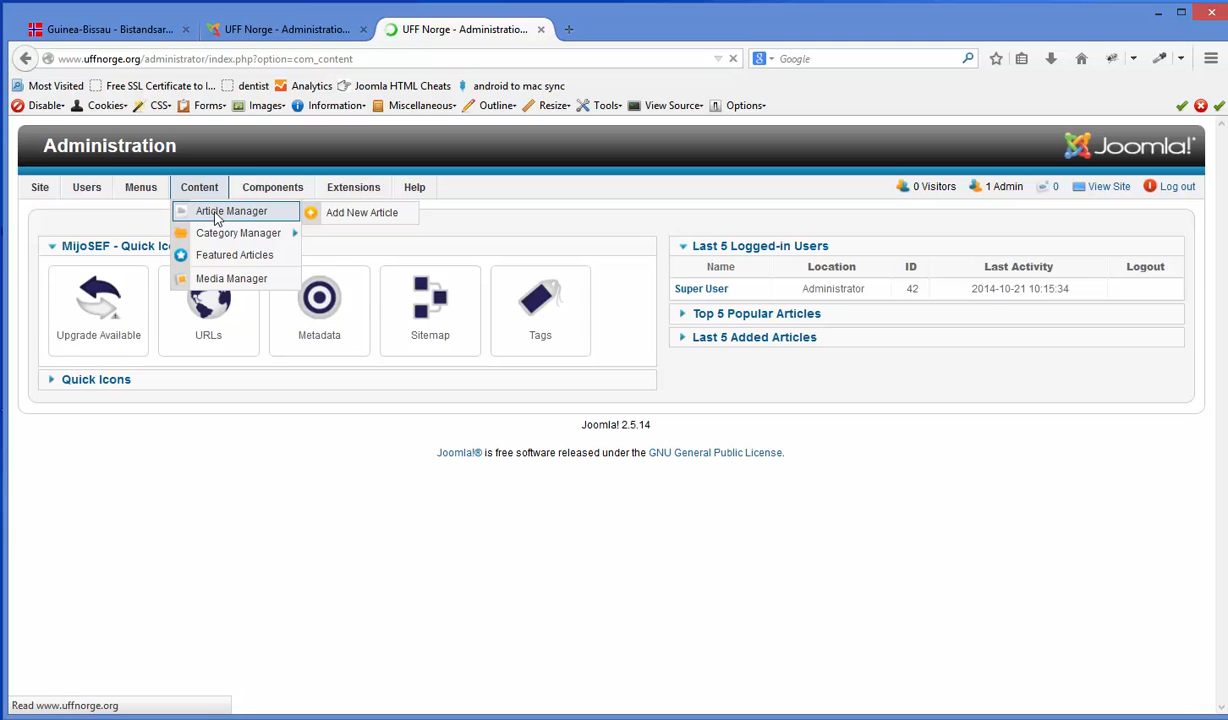 Guinea-Bissau - Bistandsar... × UFF Norge - Administratio... × UFF Norge - Administratio... ×
www.uffnorge.org/administrator/index.php?option=com_content Google
Most Visited Free SSL Certificate to I... dentist Analytics Joomla HTML Cheats android to mac sync
Disable Cookies CSS Forms Images Information Miscellaneous Outline Resize Tools View Source Options
Administration Joomla!
Site Users Menus Content Components Extensions Help 0 Visitors 1 Admin 0 View Site Log out
Article Manager Add New Article
Category Manager
Featured Articles
Media Manager
MijoSEF - Quick Ic
Upgrade Available URLs Metadata Sitemap Tags
Quick Icons
Last 5 Logged-in Users
Name Location ID Last Activity Logout
Super User Administrator 42 2014-10-21 10:15:34
Top 5 Popular Articles
Last 5 Added Articles
Joomla! 2.5.14
Joomla!® is free software released under the GNU General Public License.
Read www.uffnorge.org